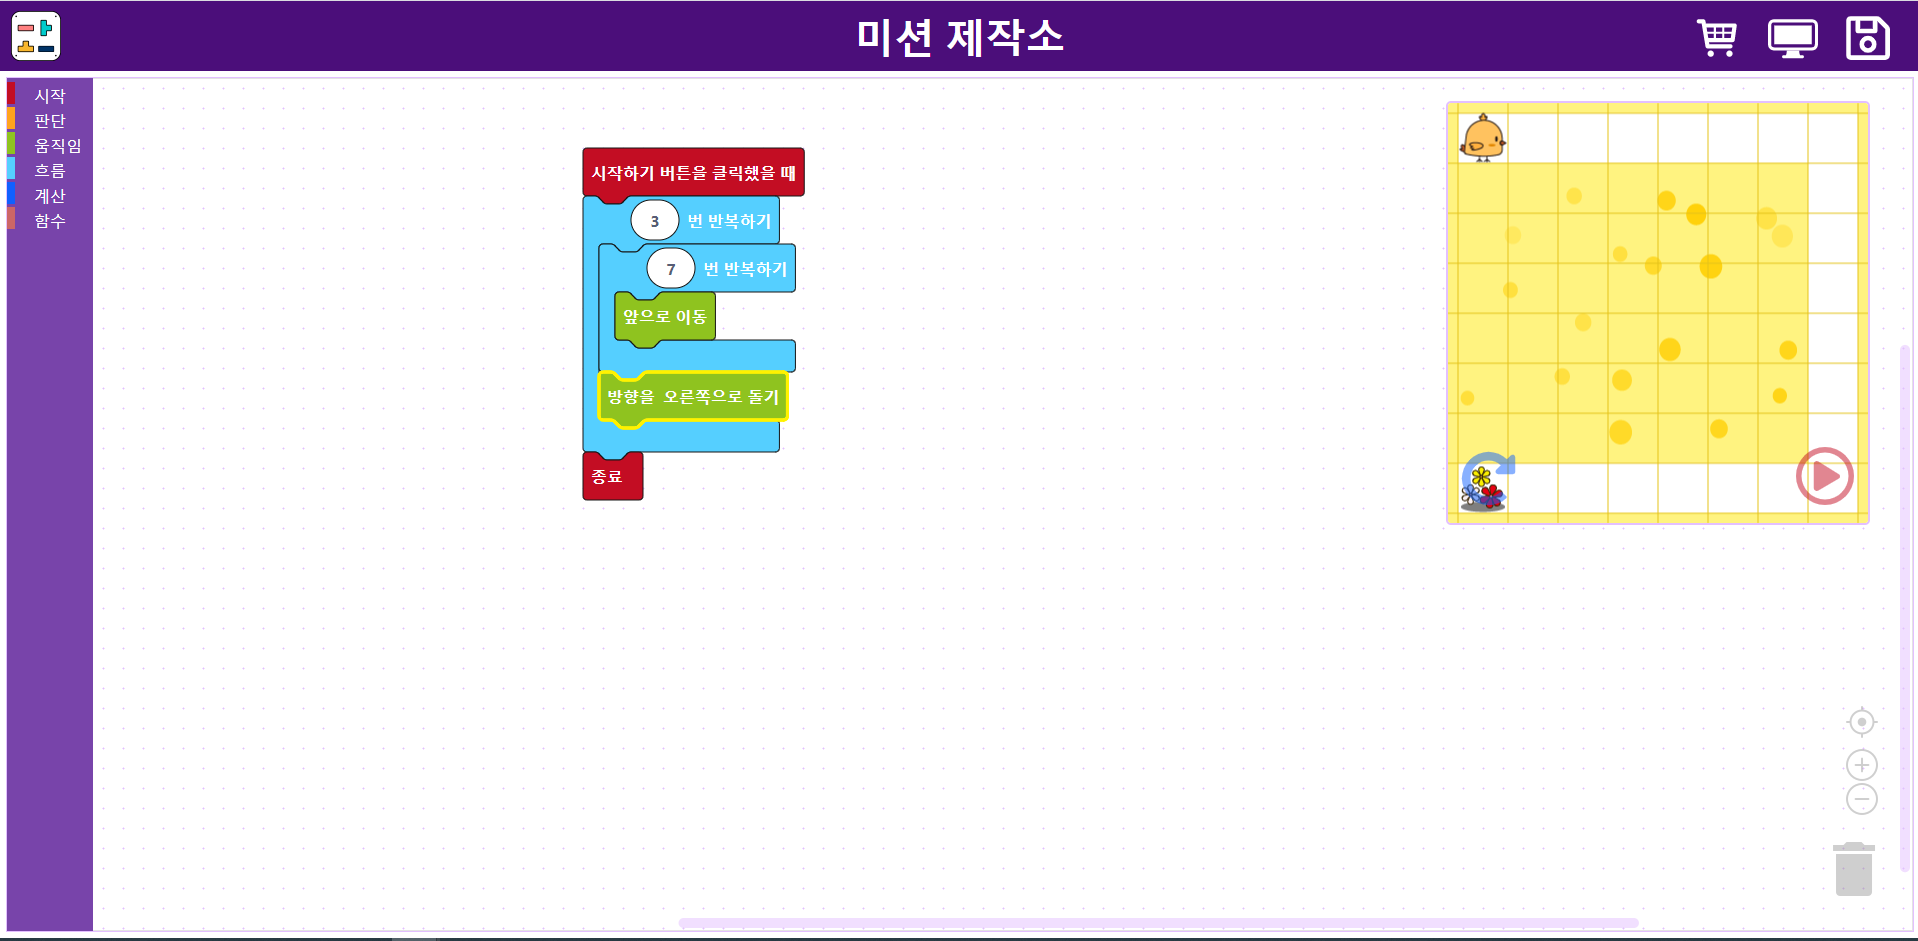 미션 제작소
시작
판단
움직임
흐름
계산
함수
시작하기 버튼을 클릭했을 때
3 번 반복하기
7 번 반복하기
앞으로 이동
방향을 오른쪽으로 돌기
종료